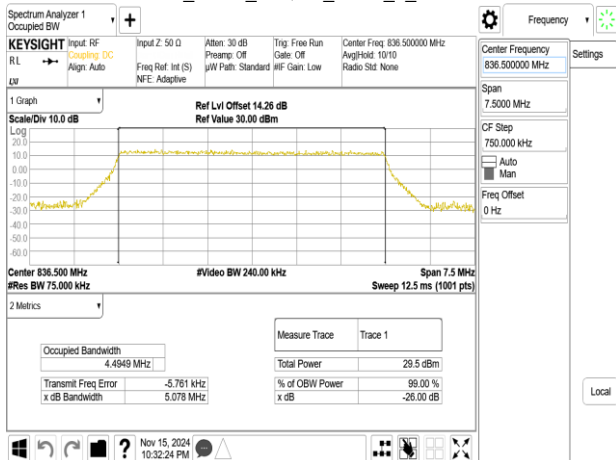 Spectrum Analyzer 1
Occupied BW
Frequency
KEYSIGHT
Input: RF
Coupling: DC
Align: Auto
RL
LXI
Input Z: 50 Ω
Freq Ref: Int (S)
NFE: Adaptive
Atten: 30 dB
Preamp: Off
µW Path: Standard
Trig: Free Run
Gate: Off
#IF Gain: Low
Center Freq: 836.500000 MHz
Avg|Hold: 10/10
Radio Std: None
Center Frequency
836.500000 MHz
Settings
Span
7.5000 MHz
CF Step
750.000 kHz
Auto
Man
Freq Offset
0 Hz
Local
1 Graph
Scale/Div 10.0 dB
Ref Lvl Offset 14.26 dB
Ref Value 30.00 dBm
Log
20.0
10.0
0.00
-10.0
-20.0
-30.0
-40.0
-50.0
-60.0
Center 836.500 MHz
#Video BW 240.00 kHz
Span 7.5 MHz
#Res BW 75.000 kHz
Sweep 12.5 ms (1001 pts)
2 Metrics
Measure Trace Trace 1
Occupied Bandwidth
4.4949 MHz
Total Power 29.5 dBm
Transmit Freq Error -5.761 kHz
% of OBW Power 99.00 %
x dB Bandwidth 5.078 MHz
x dB -26.00 dB
?
Nov 15, 2024
10:32:24 PM